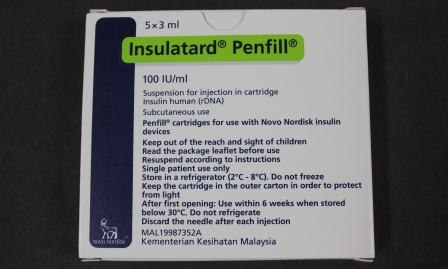 5 x 3 ml
Insulatard® Penfill®
100 IU/ml
Suspension for injection in cartridge
Insulin human (rDNA)
Subcutaneous use
Penfill® cartridges for use with Novo Nordisk insulin
devices
Keep out of the reach and sight of children
Read the package leaflet before use
Resuspend according to instructions
Single patient use only
Store in a refrigerator (2°C - 8°C). Do not freeze
Keep the cartridge in the outer carton in order to protect
from light
After first opening: Use within 6 weeks when stored
below 30°C. Do not refrigerate
Discard the needle after each injection
MAL19987352A
Kementerian Kesihatan Malaysia
novo nordisk